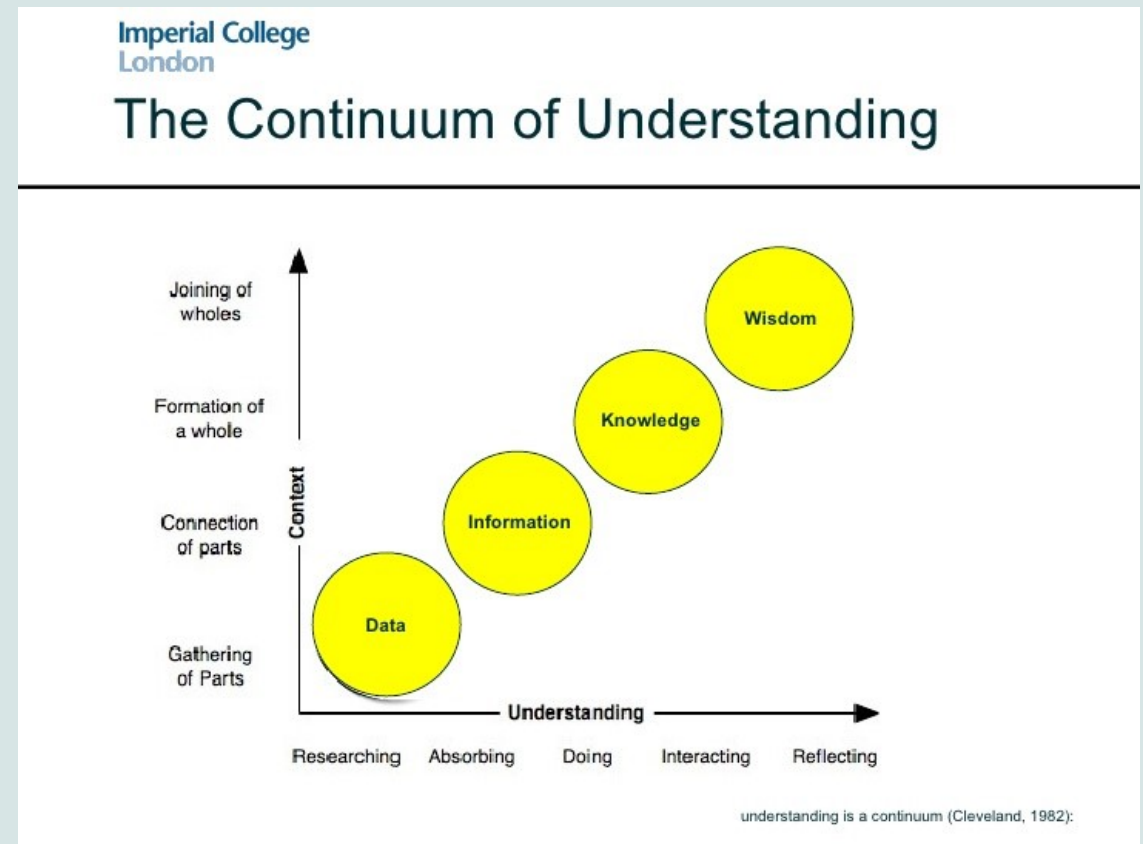 Imperial College
London
The Continuum of Understanding
Joining of
wholes
Formation of
a whole
Connection
of parts
Gathering
of Parts
Context
Wisdom
Knowledge
Information
Data
Understanding
Researching Absorbing Doing Interacting Reflecting
understanding is a continuum (Cleveland, 1982):